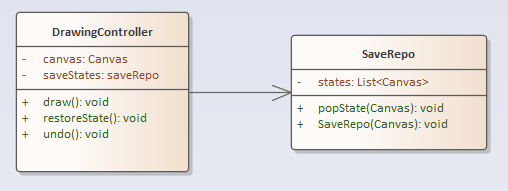 DrawingController
- canvas: Canvas
- saveStates: saveRepo
+ draw(): void
+ restoreState(): void
+ undo(): void
SaveRepo
- states: List<Canvas>
+ popState(Canvas): void
+ SaveRepo(Canvas): void